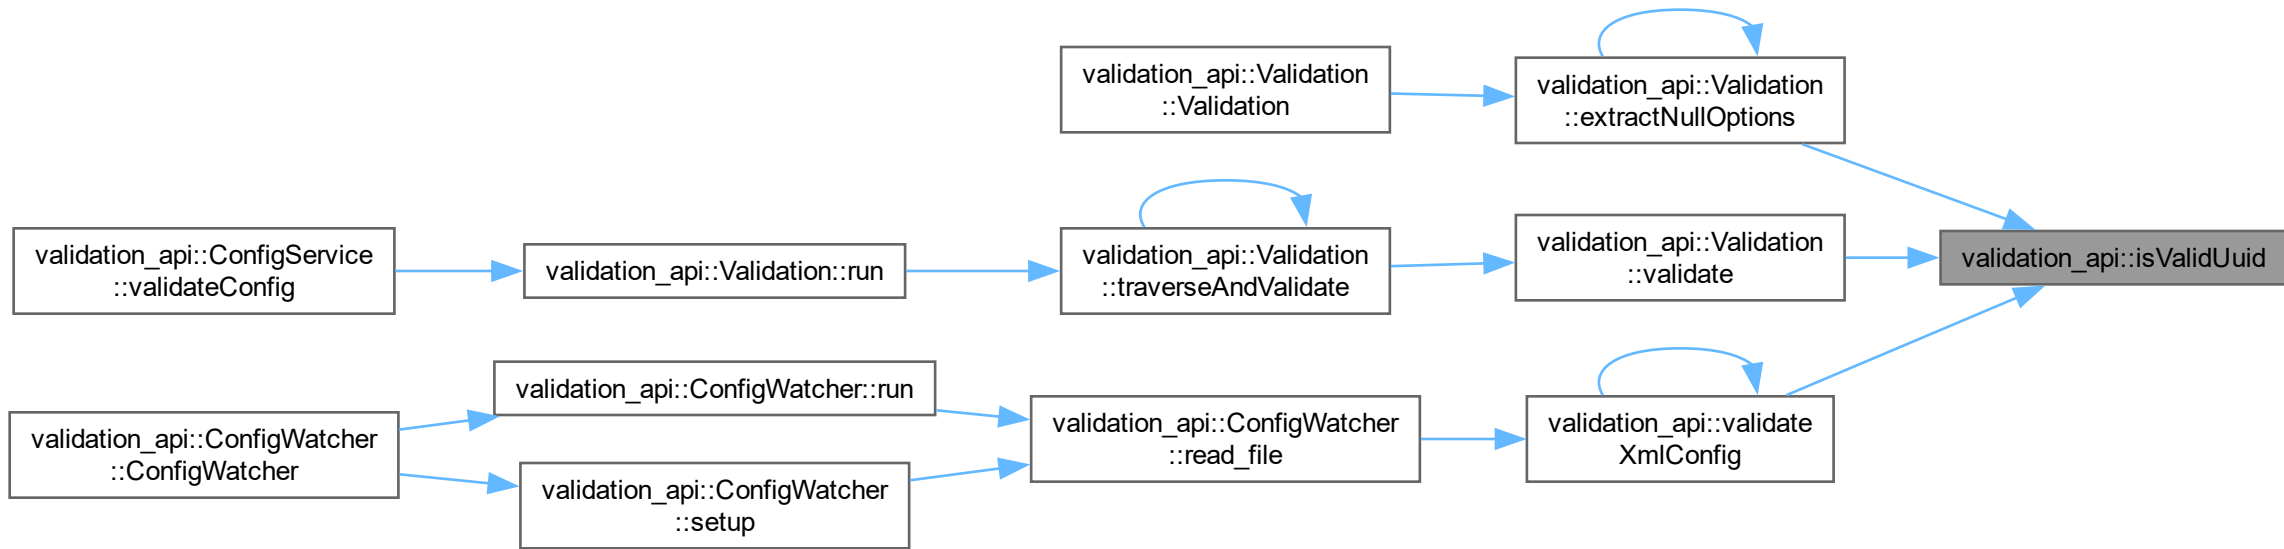 validation_api::Validation
::Validation
validation_api::Validation
::extractNullOptions
validation_api::ConfigService
::validateConfig
validation_api::Validation::run
validation_api::Validation
::traverseAndValidate
validation_api::Validation
::validate
validation_api::isValidUuid
validation_api::ConfigWatcher
::ConfigWatcher
validation_api::ConfigWatcher::run
validation_api::ConfigWatcher
::setup
validation_api::ConfigWatcher
::read_file
validation_api::validate
XmlConfig